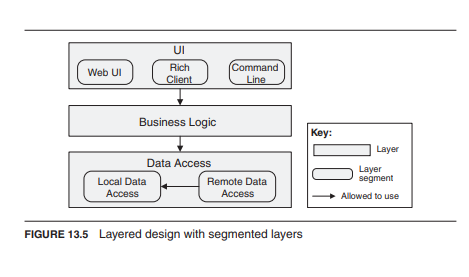 UI
Web UI
Rich
Client
Command
Line
Business Logic
Data Access
Local Data
Access
Remote Data
Access
Key:
Layer
Layer
segment
Allowed to use
FIGURE 13.5 Layered design with segmented layers